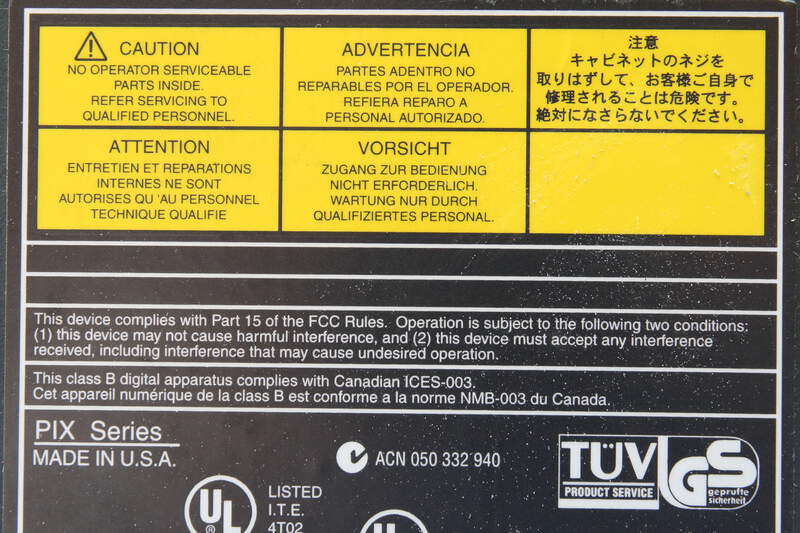 CAUTION
NO OPERATOR SERVICEABLE
PARTS INSIDE.
REFER SERVICING TO
QUALIFIED PERSONNEL.
ADVERTENCIA
PARTES ADENTRO NO
REPARABLES POR EL OPERADOR.
REFIERA REPARO A
PERSONAL AUTORIZADO.
注意
キャビネットのネジを
取りはずして、お客様ご自身で
修理されることは危険です。
絶対になさらないでください。
ATTENTION
ENTRETIEN ET REPARATIONS
INTERNES NE SONT
AUTORISES QU 'AU PERSONNEL
TECHNIQUE QUALIFIE
VORSICHT
ZUGANG ZUR BEDIENUNG
NICHT ERFORDERLICH.
WARTUNG NUR DURCH
QUALIFIZIERTES PERSONAL.
This device complies with Part 15 of the FCC Rules. Operation is subject to the following two conditions:
(1) this device may not cause harmful interference, and (2) this device must accept any interference
received, including interference that may cause undesired operation.
This class B digital apparatus complies with Canadian ICES-003.
Cet appareil numérique de la class B est conforme a la norme NMB-003 du Canada.
PIX Series
MADE IN U.S.A.
ACN 050 332 940
TÜV
PRODUCT SERVICE
GS
geprüfte
sicherheit
UL
®
LISTED
I.T.E.
4T02
UL